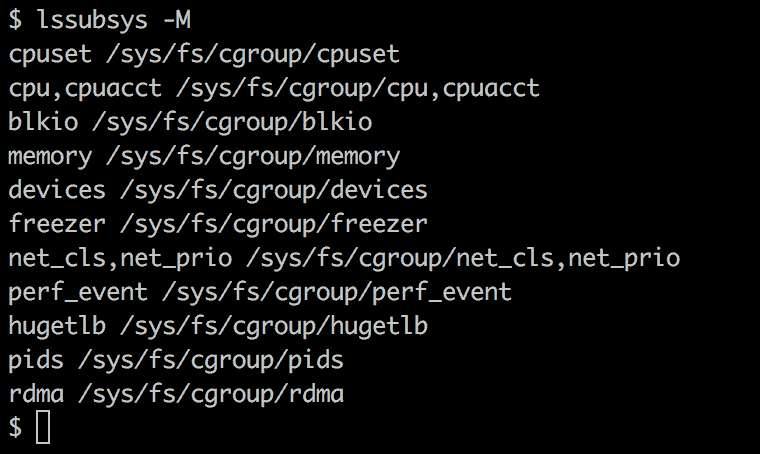 $ lssubsys -M
cpuset /sys/fs/cgroup/cpuset
cpu,cpuacct /sys/fs/cgroup/cpu,cpuacct
blkio /sys/fs/cgroup/blkio
memory /sys/fs/cgroup/memory
devices /sys/fs/cgroup/devices
freezer /sys/fs/cgroup/freezer
net_cls,net_prio /sys/fs/cgroup/net_cls,net_prio
perf_event /sys/fs/cgroup/perf_event
hugetlb /sys/fs/cgroup/hugetlb
pids /sys/fs/cgroup/pids
rdma /sys/fs/cgroup/rdma
$